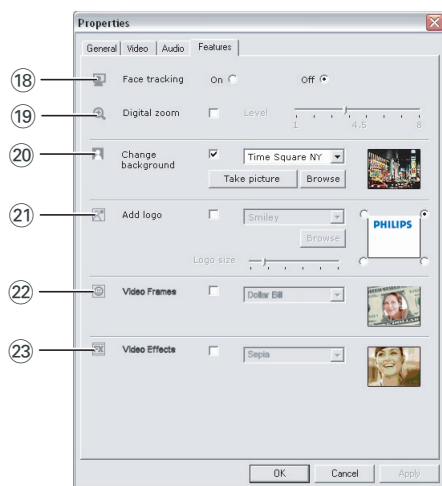 Properties
General Video Audio Features
18 Face tracking On Off
19 Digital zoom Level
1 4.5 8
20 Change background Time Square NY
Take picture Browse
21 Add logo Smiley
PHILIPS
Browse
Logo size
22 Video Frames Dollar Bill
23 Video Effects Sepia
OK Cancel Apply